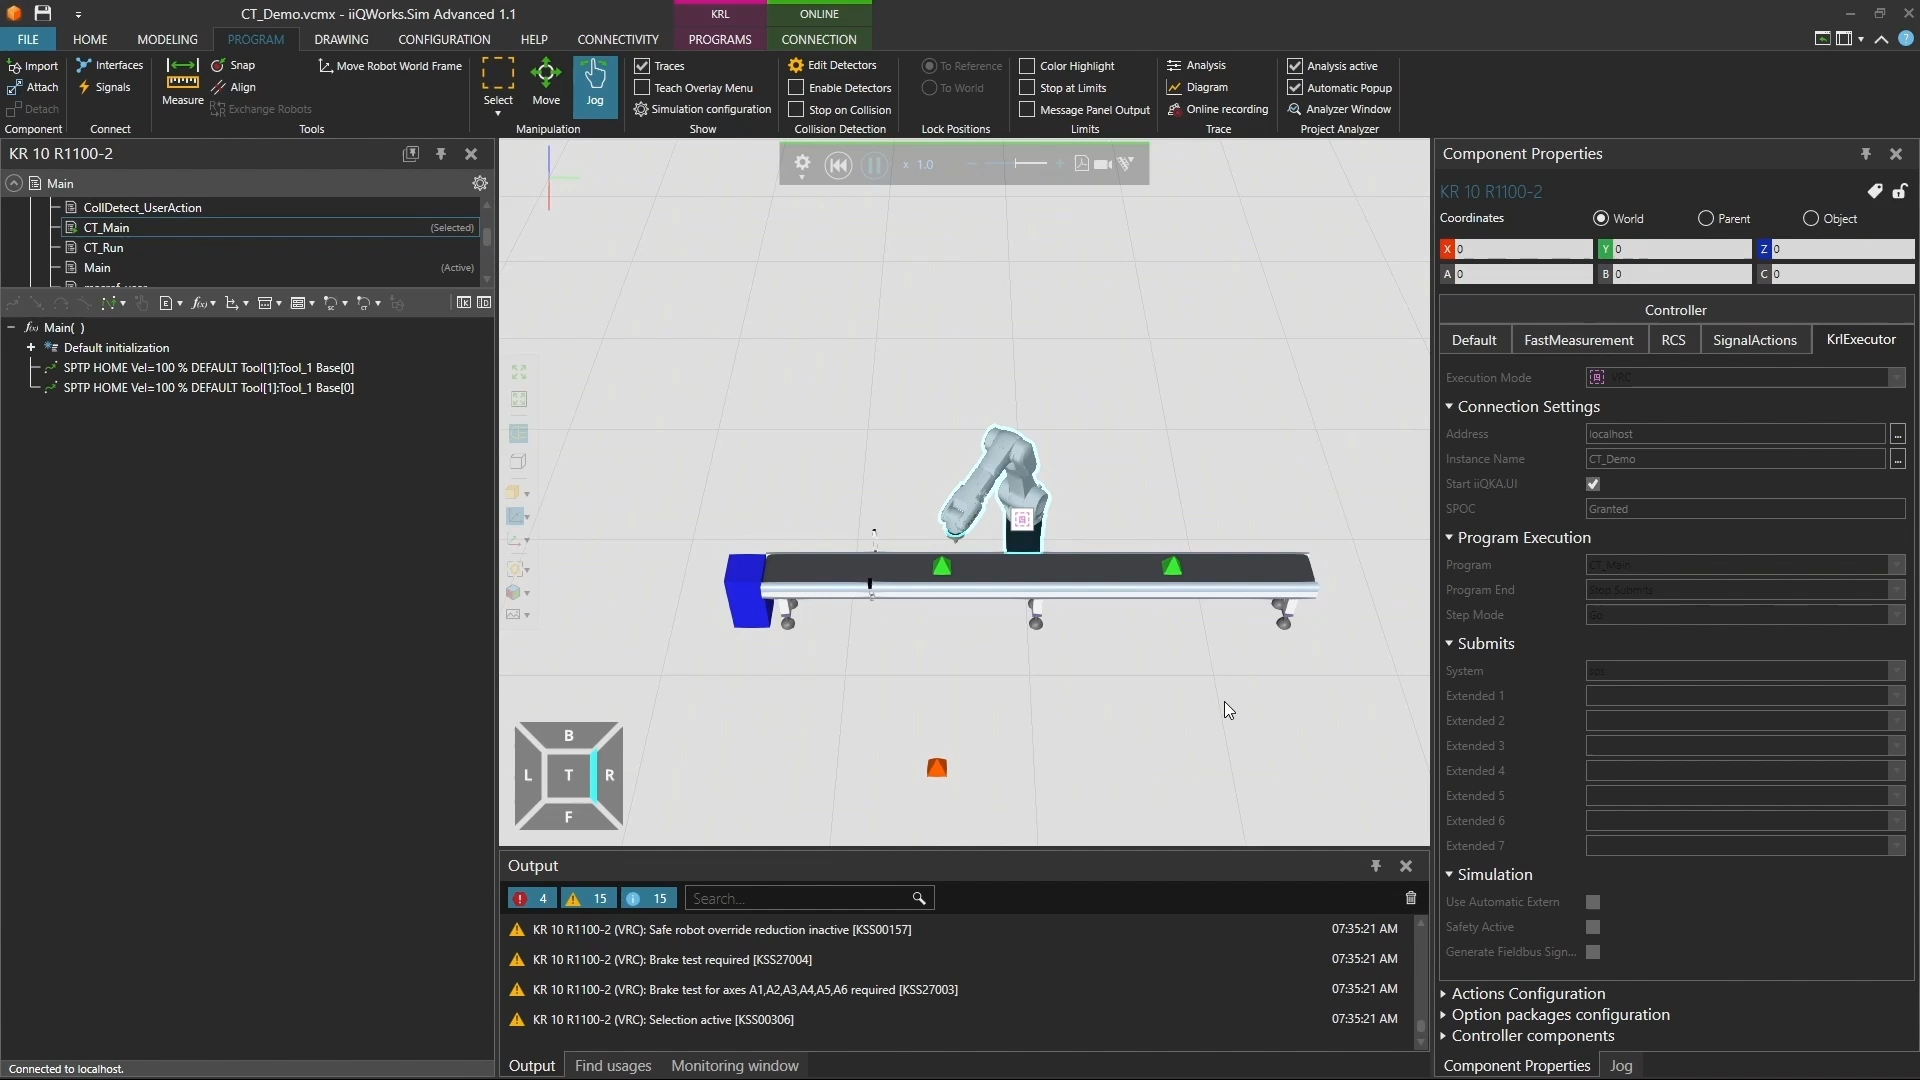 CT_Demo.vcmx - iiQWorks.Sim Advanced 1.1
KRL
ONLINE
FILE HOME MODELING PROGRAM DRAWING CONFIGURATION HELP CONNECTIVITY PROGRAMS CONNECTION
Import
Attach
Detach
Component
Interfaces
Signals
Connect
Measure
Snap
Align
Exchange Robots
Move Robot World Frame
Tools
Select
Move
Jog
Manipulation
Traces
Teach Overlay Menu
Simulation configuration
Show
Edit Detectors
Enable Detectors
Stop on Collision
Collision Detection
To Reference
To World
Lock Positions
Color Highlight
Stop at Limits
Message Panel Output
Limits
Analysis
Diagram
Online recording
Trace
Analysis active
Automatic Popup
Analyzer Window
Project Analyzer
KR 10 R1100-2
Main
CollDetect_UserAction
CT_Main (Selected)
CT_Run
Main (Active)
Main( )
Default initialization
SPTP HOME Vel=100 % DEFAULT Tool[1]:Tool_1 Base[0]
SPTP HOME Vel=100 % DEFAULT Tool[1]:Tool_1 Base[0]
Connected to localhost.
x 1.0
B
L T R
F
Output
4 15 15 Search...
KR 10 R1100-2 (VRC): Safe robot override reduction inactive [KSS00157] 07:35:21 AM
KR 10 R1100-2 (VRC): Brake test required [KSS27004] 07:35:21 AM
KR 10 R1100-2 (VRC): Brake test for axes A1,A2,A3,A4,A5,A6 required [KSS27003] 07:35:21 AM
KR 10 R1100-2 (VRC): Selection active [KSS00306] 07:35:21 AM
Output Find usages Monitoring window
Component Properties
KR 10 R1100-2
Coordinates World Parent Object
X 0 Y 0 Z 0
A 0 B 0 C 0
Controller
Default FastMeasurement RCS SignalActions KrlExecutor
Execution Mode VRC
Connection Settings
Address localhost ...
Instance Name CT_Demo ...
Start iiQKA.UI
SPOC Granted
Program Execution
Program CT_Main
Program End Stop Submits
Step Mode Go
Submits
System sps
Extended 1
Extended 2
Extended 3
Extended 4
Extended 5
Extended 6
Extended 7
Simulation
Use Automatic Extern
Safety Active
Generate Fieldbus Sign...
Actions Configuration
Option packages configuration
Controller components
Component Properties Jog